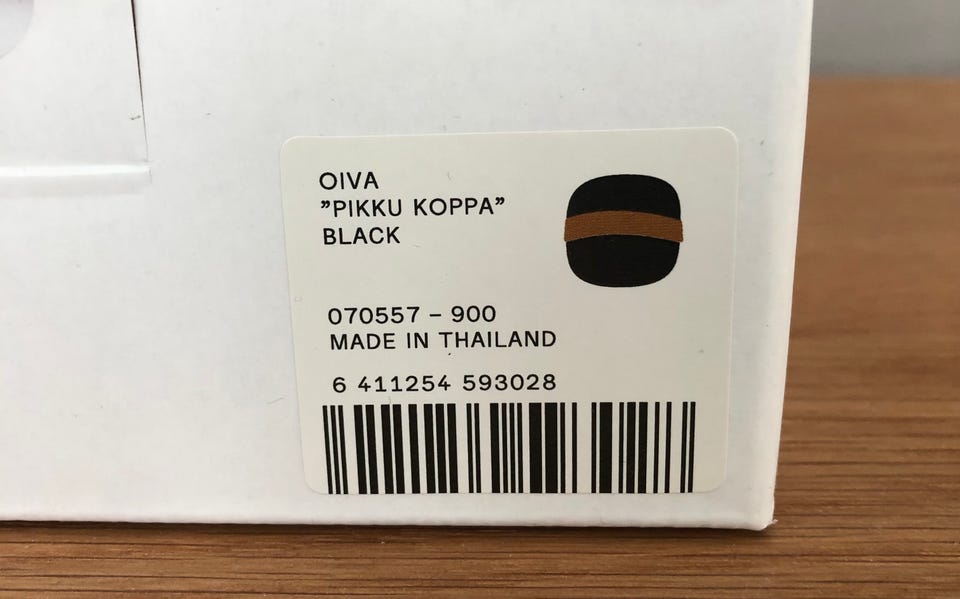 OIVA
”PIKKU KOPPA”
BLACK
070557 – 900
MADE IN THAILAND
6 411254 593028